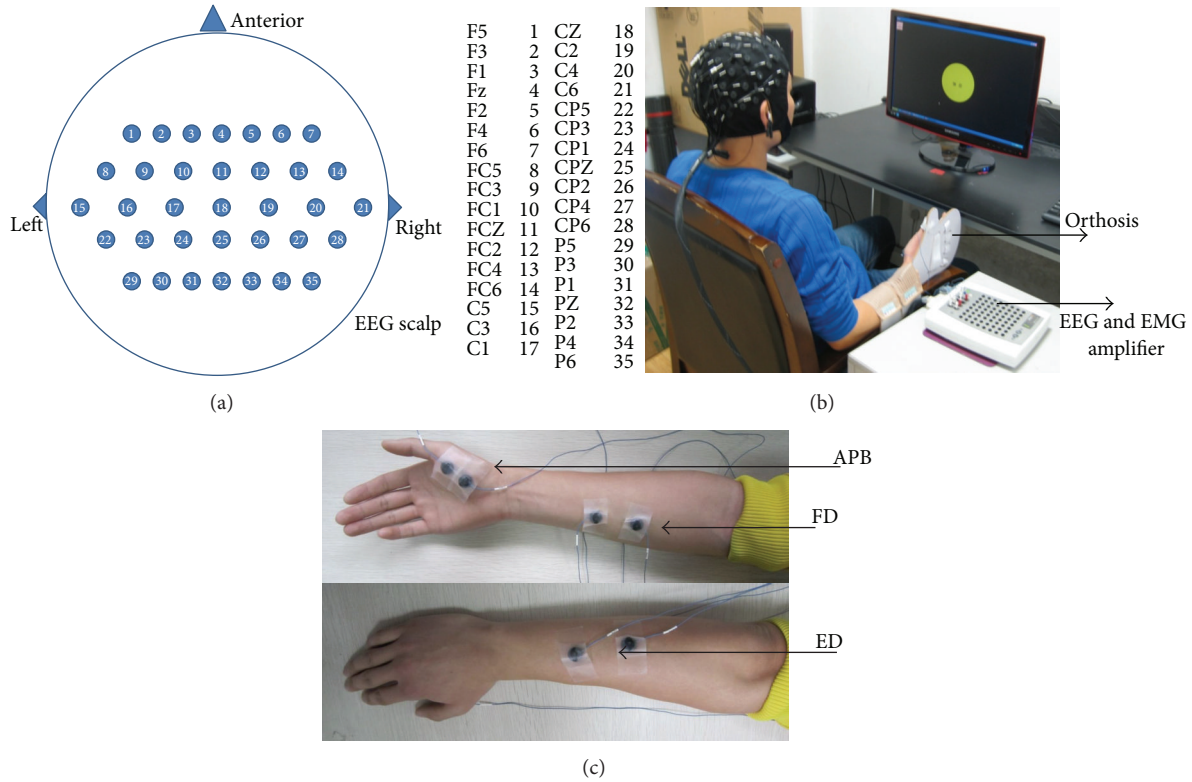 Anterior
1 2 3 4 5 6 7
8 9 10 11 12 13 14
15 16 17 18 19 20 21
22 23 24 25 26 27 28
29 30 31 32 33 34 35
Left
Right
EEG scalp
(a)
F5 1
F3 2
F1 3
Fz 4
F2 5
F4 6
F6 7
FC5 8
FC3 9
FC1 10
FCZ 11
FC2 12
FC4 13
FC6 14
C5 15
C3 16
C1 17
CZ 18
C2 19
C4 20
C6 21
CP5 22
CP3 23
CP1 24
CPZ 25
CP2 26
CP4 27
CP6 28
P5 29
P3 30
P1 31
PZ 32
P2 33
P4 34
P6 35
Orthosis
EEG and EMG
amplifier
(b)
APB
FD
ED
(c)